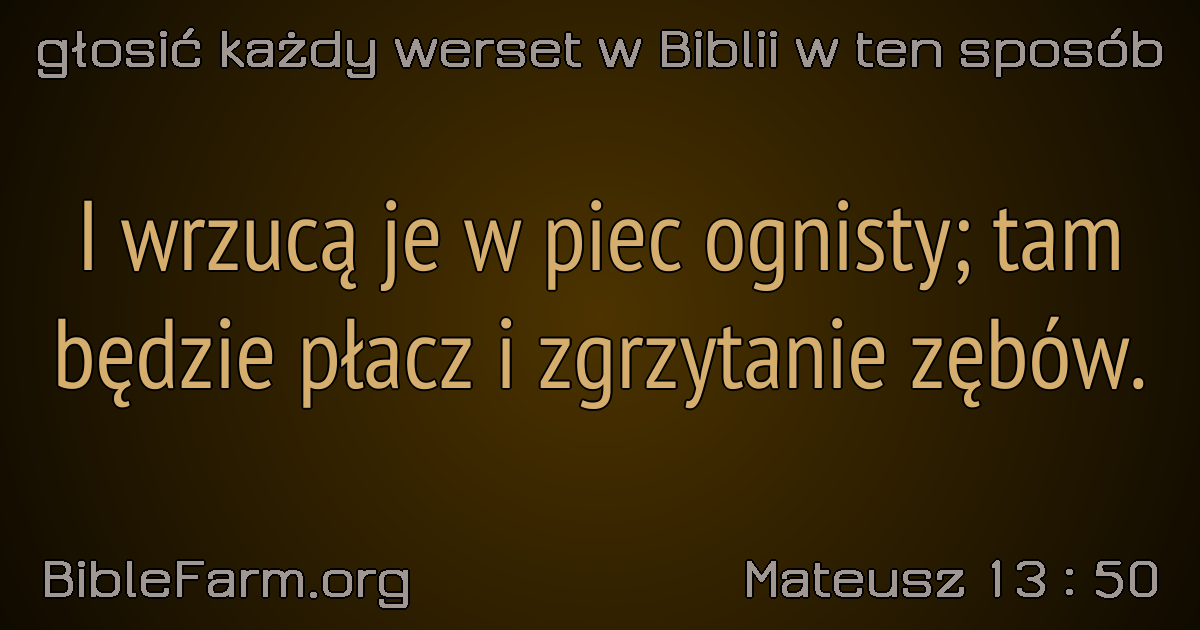 głosić każdy werset w Biblii w ten sposób
I wrzucą je w piec ognisty; tam
będzie płacz i zgrzytanie zębów.
BibleFarm.org
Mateusz 13 : 50